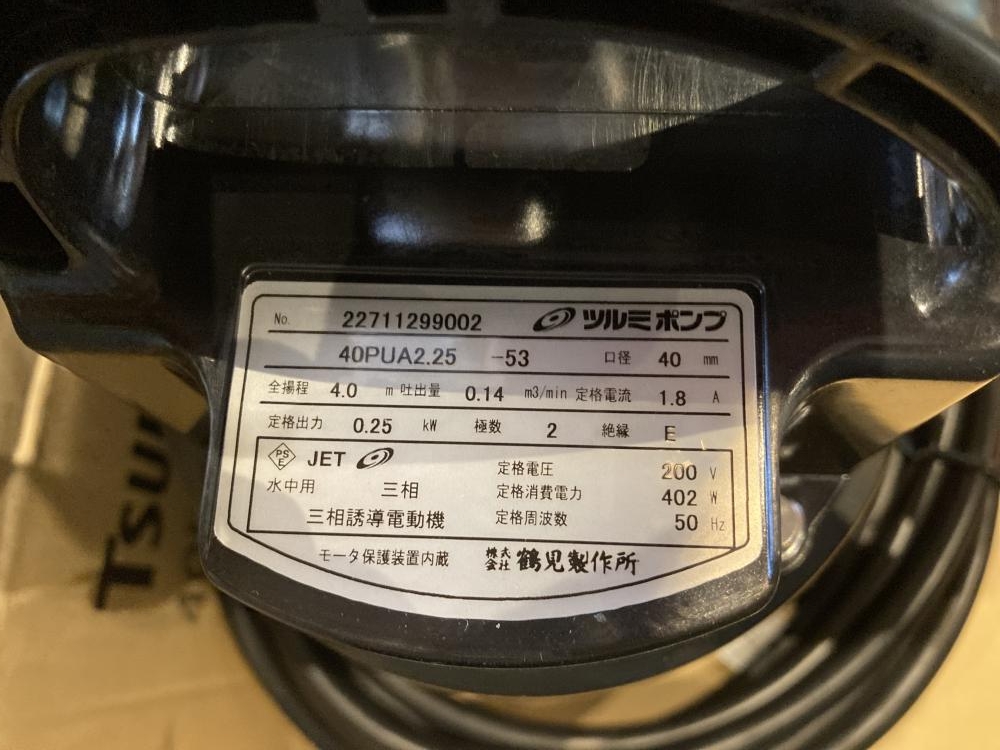 No. 22711299002 ツルミポンプ
40PUA2.25 -53 口径 40 mm
全揚程 4.0 m 吐出量 0.14 m3/min 定格電流 1.8 A
定格出力 0.25 kW 極数 2 絶縁 E
PSE JET 定格電圧 200 V
水中用 三相 定格消費電力 402 W
三相誘導電動機 定格周波数 50 Hz
モータ保護装置内蔵 株式会社 鶴見製作所
TSU